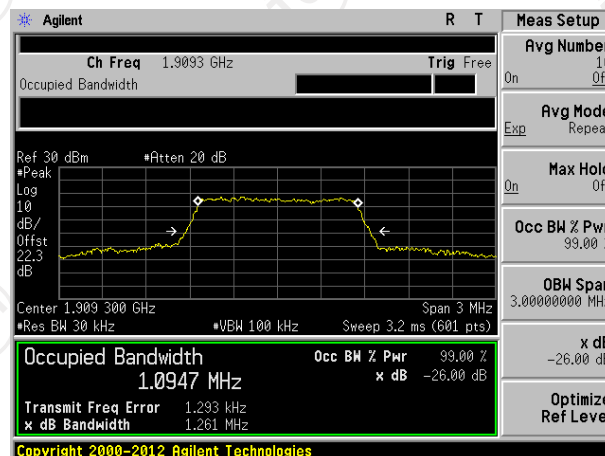 Agilent R T
Ch Freq 1.9093 GHz Trig Free
Occupied Bandwidth
Ref 30 dBm #Atten 20 dB
#Peak
Log
10
dB/
Offst
22.3
dB
Center 1.909 300 GHz Span 3 MHz
#Res BW 30 kHz #VBW 100 kHz Sweep 3.2 ms (601 pts)
Occupied Bandwidth Occ BW % Pwr 99.00 %
1.0947 MHz x dB -26.00 dB
Transmit Freq Error 1.293 kHz
x dB Bandwidth 1.261 MHz
Copyright 2000-2012 Agilent Technologies
Meas Setup
Avg Number
10
On Of
Avg Mode
Exp Repea
Max Hold
On Of
Occ BW % Pwr
99.00 %
OBW Span
3.00000000 MH
x dB
-26.00 dB
Optimize
Ref Leve